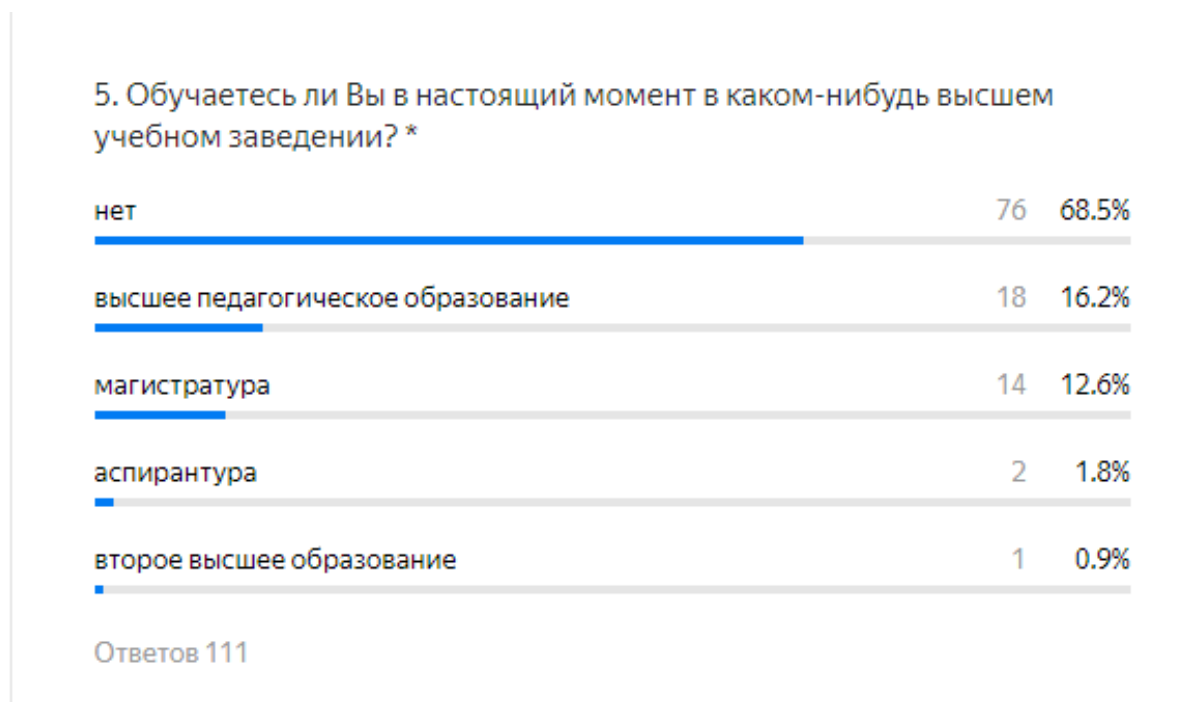 5. Обучаетесь ли Вы в настоящий момент в каком-нибудь высшем
учебном заведении? *
нет 76 68.5%
высшее педагогическое образование 18 16.2%
магистратура 14 12.6%
аспирантура 2 1.8%
второе высшее образование 1 0.9%
Ответов 111